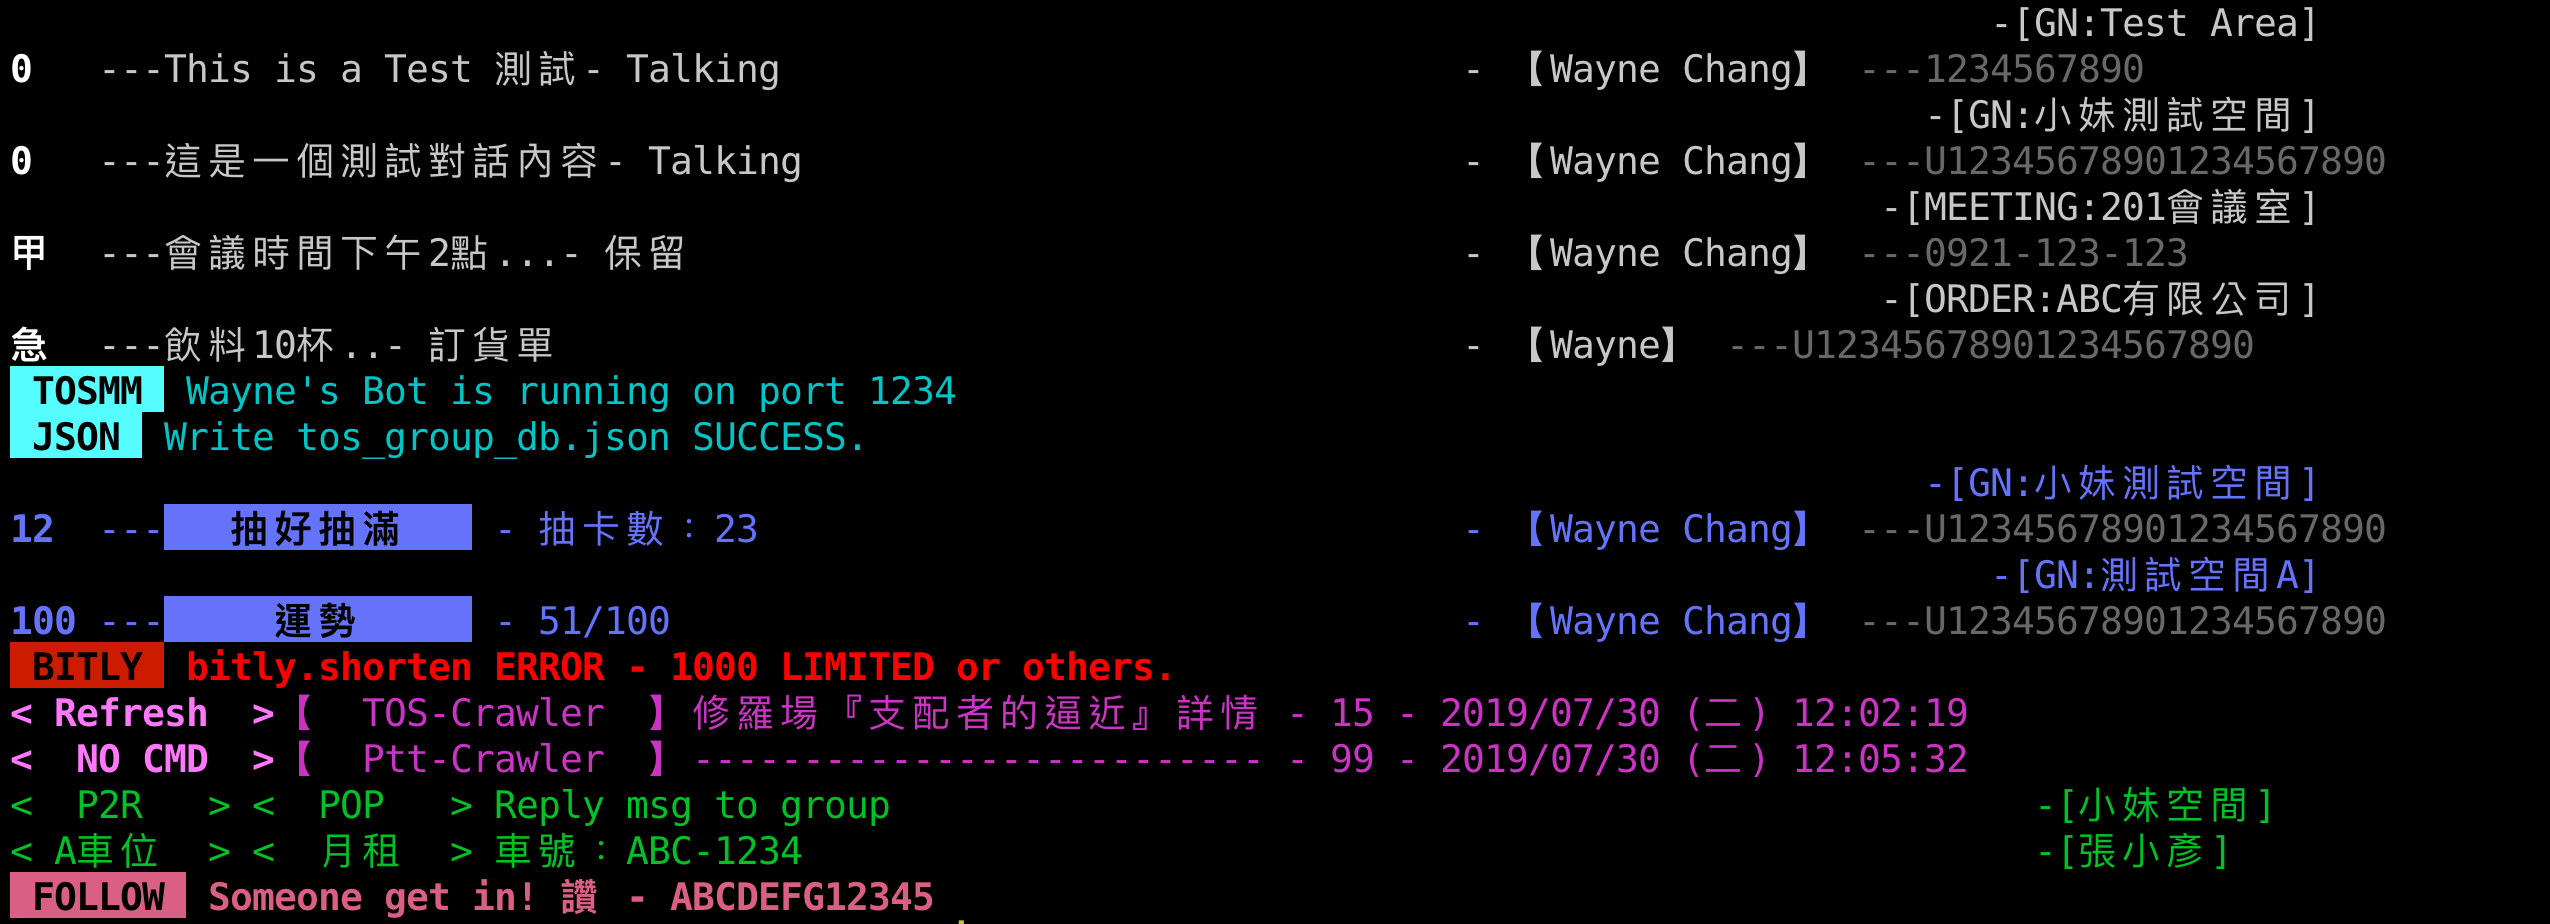 -[GN:Test Area]
0 ---This is a Test 測試- Talking - 【Wayne Chang】 ---1234567890
-[GN:小妹測試空間]
0 ---這是一個測試對話內容- Talking - 【Wayne Chang】 ---U12345678901234567890
-[MEETING:201會議室]
甲 ---會議時間下午2點...- 保留 - 【Wayne Chang】 ---0921-123-123
-[ORDER:ABC有限公司]
急 ---飲料10杯..- 訂貨單 - 【Wayne】 ---U12345678901234567890
TOSMM Wayne's Bot is running on port 1234
JSON Write tos_group_db.json SUCCESS.
-[GN:小妹測試空間]
12 --- 抽好抽滿 - 抽卡數：23 - 【Wayne Chang】 ---U12345678901234567890
-[GN:測試空間A]
100 --- 運勢 - 51/100 - 【Wayne Chang】 ---U12345678901234567890
BITLY bitly.shorten ERROR - 1000 LIMITED or others.
< Refresh >【 TOS-Crawler 】修羅場『支配者的逼近』詳情 - 15 - 2019/07/30 (二) 12:02:19
< NO CMD >【 Ptt-Crawler 】-------------------------- - 99 - 2019/07/30 (二) 12:05:32
< P2R > < POP > Reply msg to group -[小妹空間]
< A車位 > < 月租 > 車號：ABC-1234 -[張小彥]
FOLLOW Someone get in! 讚 - ABCDEFG12345